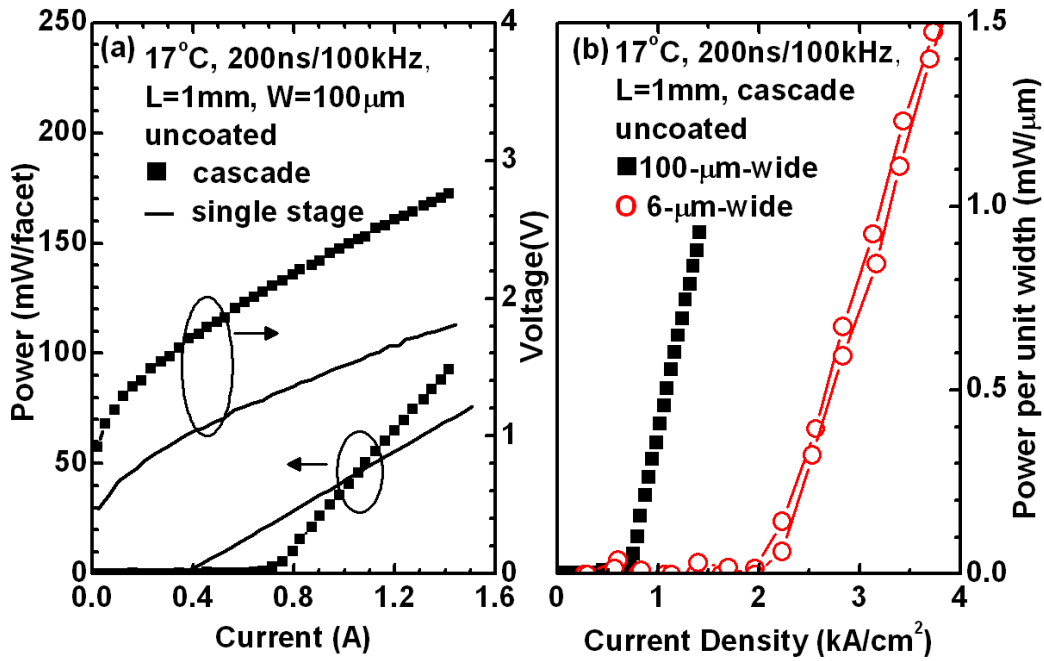 (a) 17°C, 200ns/100kHz,
L=1mm, W=100μm
uncoated
cascade
single stage
Power (mW/facet)
250
200
150
100
50
0
0.0 0.4 0.8 1.2 1.6
Current (A)
4
3
2
1
0
Voltage(V)
(b) 17°C, 200ns/100kHz,
L=1mm, cascade
uncoated
100-μm-wide
6-μm-wide
1.5
1.0
0.5
0.0
Power per unit width (mW/μm)
0 1 2 3 4
Current Density (kA/cm²)